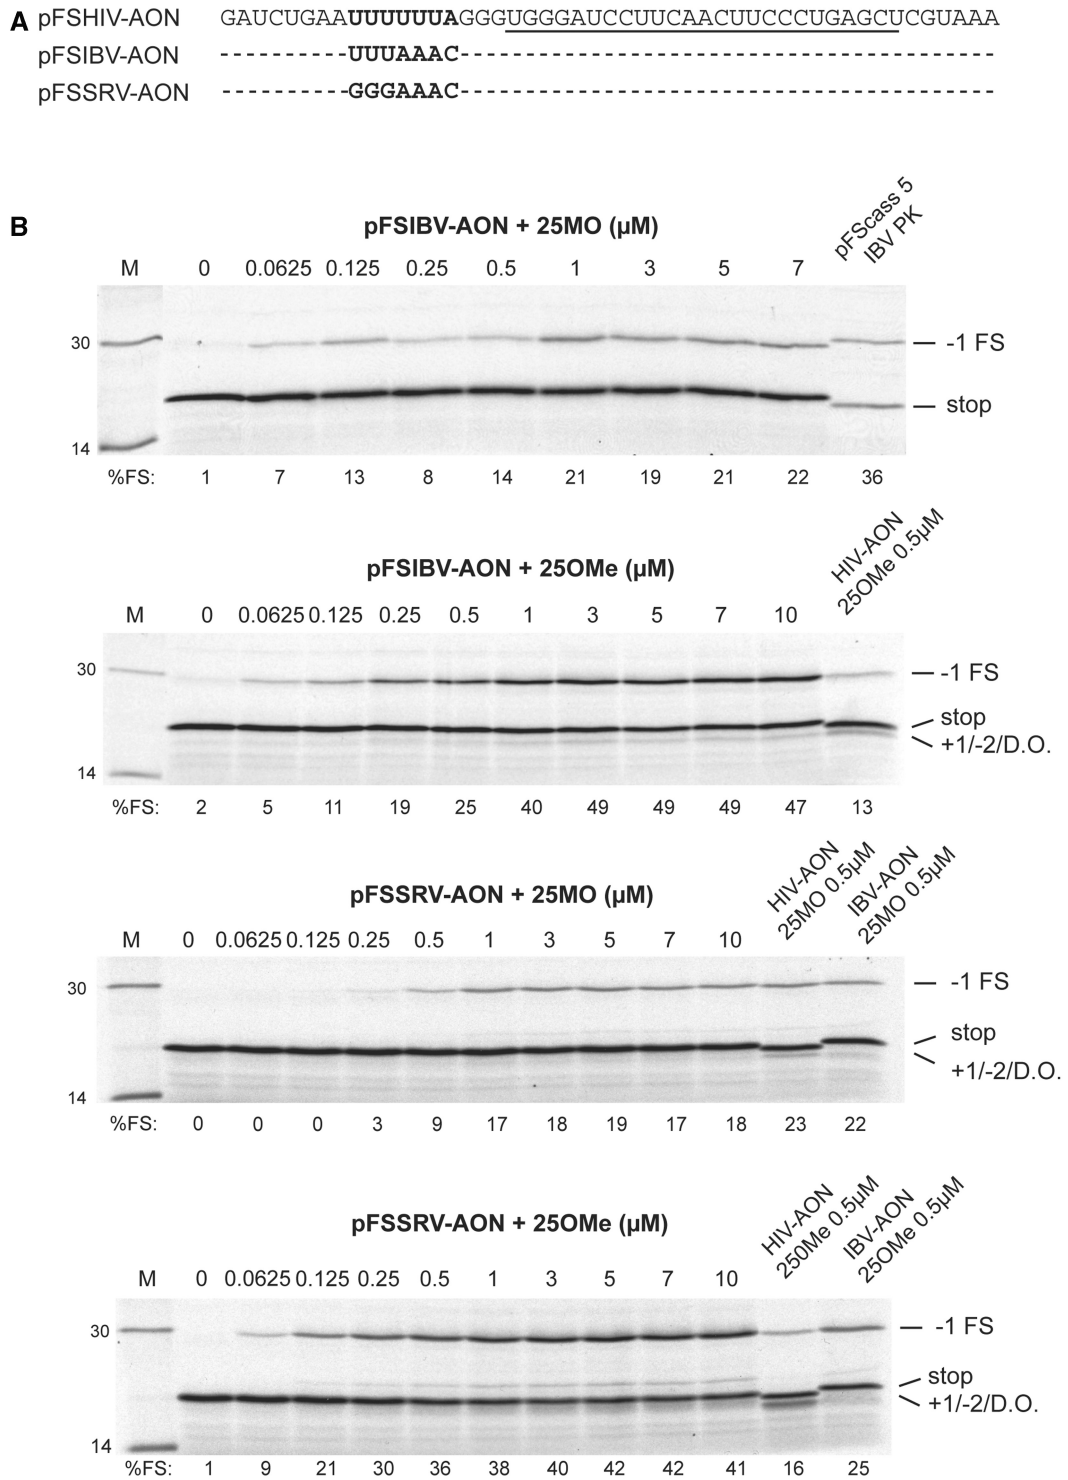 A
pFSHIV-AON GAUCUGAAUUUUUUAGGGUGGGAUCCUUCAACUUCCCUGAGCUCGUAAA
pFSIBV-AON ----------UUUAAAC------------------------------------------
pFSSRV-AON ----------GGGAAAC------------------------------------------
B
pFSIBV-AON + 25MO (µM)
pFScass 5
IBV PK
M 0 0.0625 0.125 0.25 0.5 1 3 5 7
30 -1 FS
stop
14
%FS: 1 7 13 8 14 21 19 21 22 36
pFSIBV-AON + 25OMe (µM)
HIV-AON
25OMe 0.5µM
M 0 0.0625 0.125 0.25 0.5 1 3 5 7 10
30 -1 FS
stop
+1/-2/D.O.
14
%FS: 2 5 11 19 25 40 49 49 49 47 13
pFSSRV-AON + 25MO (µM)
HIV-AON
25MO 0.5µM
IBV-AON
25MO 0.5µM
M 0 0.0625 0.125 0.25 0.5 1 3 5 7 10
30 -1 FS
stop
+1/-2/D.O.
14
%FS: 0 0 0 3 9 17 18 19 17 18 23 22
pFSSRV-AON + 25OMe (µM)
HIV-AON
250Me 0.5µM
IBV-AON
25OMe 0.5µM
M 0 0.0625 0.125 0.25 0.5 1 3 5 7 10
30 -1 FS
stop
+1/-2/D.O.
14
%FS: 1 9 21 30 36 38 40 42 42 41 16 25